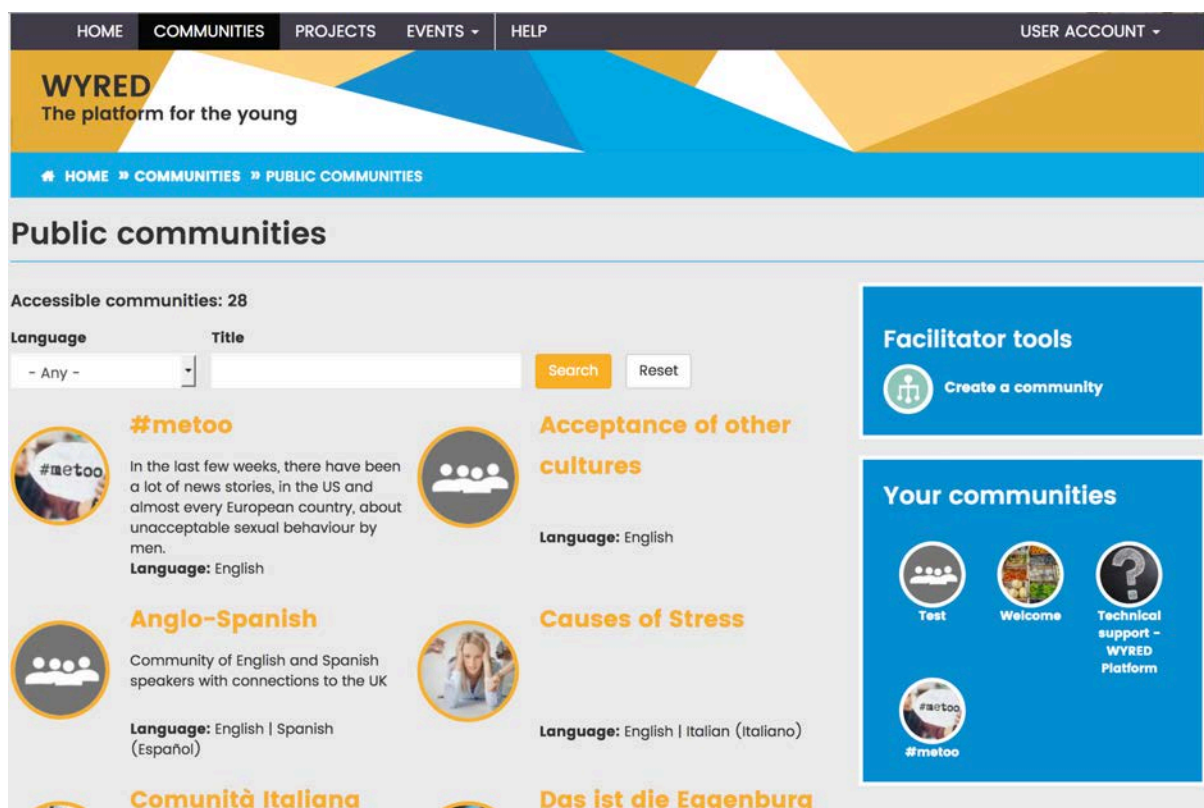 HOME COMMUNITIES PROJECTS EVENTS HELP USER ACCOUNT
WYRED
The platform for the young
HOME » COMMUNITIES » PUBLIC COMMUNITIES
Public communities
Accessible communities: 28
Language Title
- Any -
Search Reset
#metoo
#metoo
In the last few weeks, there have been
a lot of news stories, in the US and
almost every European country, about
unacceptable sexual behaviour by
men.
Language: English
Acceptance of other
cultures
Language: English
Anglo-Spanish
Community of English and Spanish
speakers with connections to the UK
Language: English | Spanish
(Español)
Causes of Stress
Language: English | Italian (Italiano)
Comunità Italiana
Das ist die Eggenburg
Facilitator tools
Create a community
Your communities
Test
Welcome
?
Technical
support -
WYRED
Platform
#metoo
#metoo